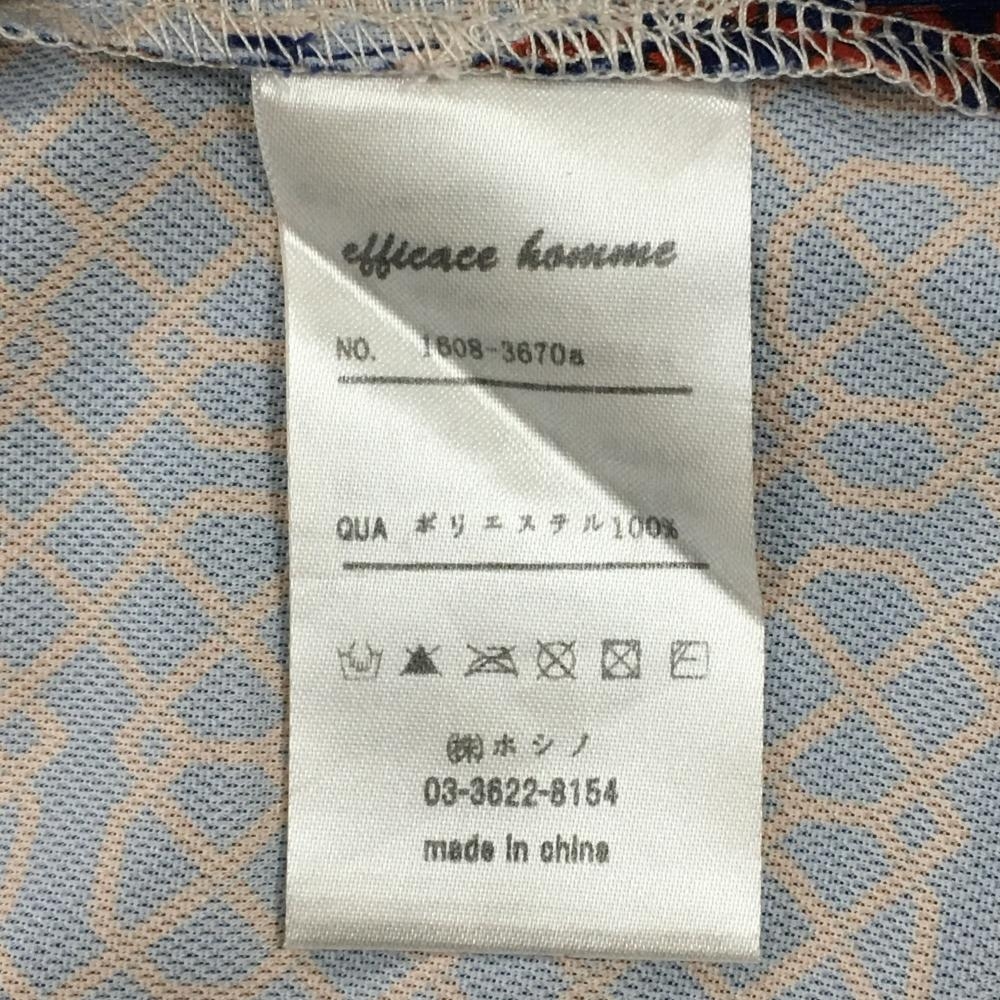 efficace homme
NO. 1608-3670a
QUA ポリエステル100%
㈱ホシノ
03-3622-8154
made in china